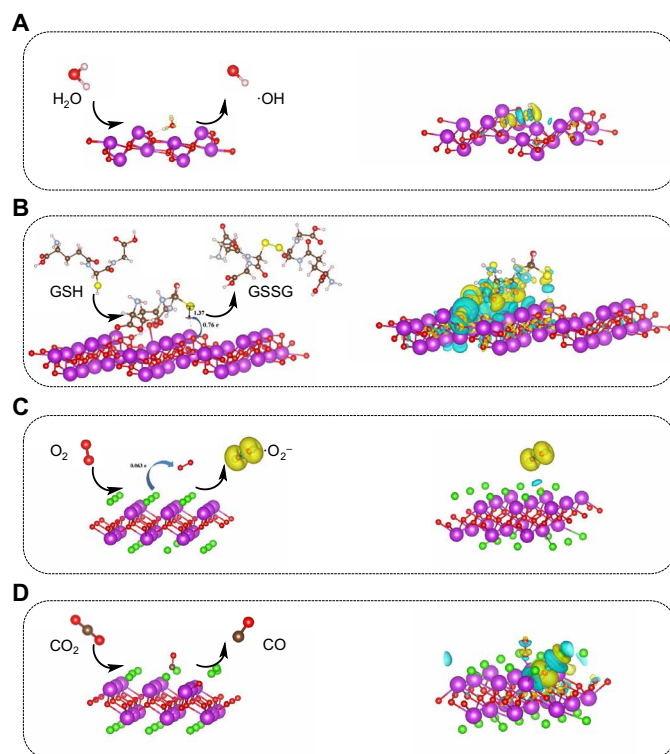 A
H₂O
·OH
B
GSH
GSSG
1.37
0.76 e
C
O₂
0.063 e
·O₂⁻
D
CO₂
CO